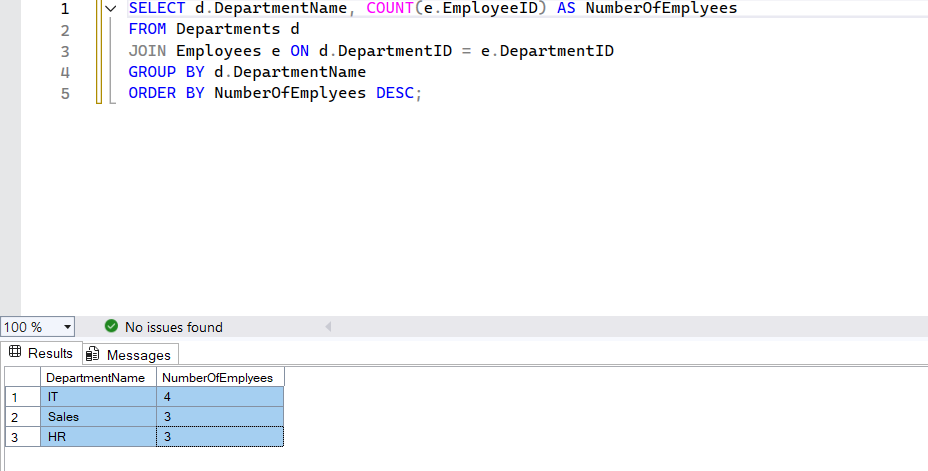 1 SELECT d.DepartmentName, COUNT(e.EmployeeID) AS NumberOfEmplyees
2 FROM Departments d
3 JOIN Employees e ON d.DepartmentID = e.DepartmentID
4 GROUP BY d.DepartmentName
5 ORDER BY NumberOfEmplyees DESC;
100 % No issues found
Results Messages
DepartmentName NumberOfEmplyees
1 IT 4
2 Sales 3
3 HR 3